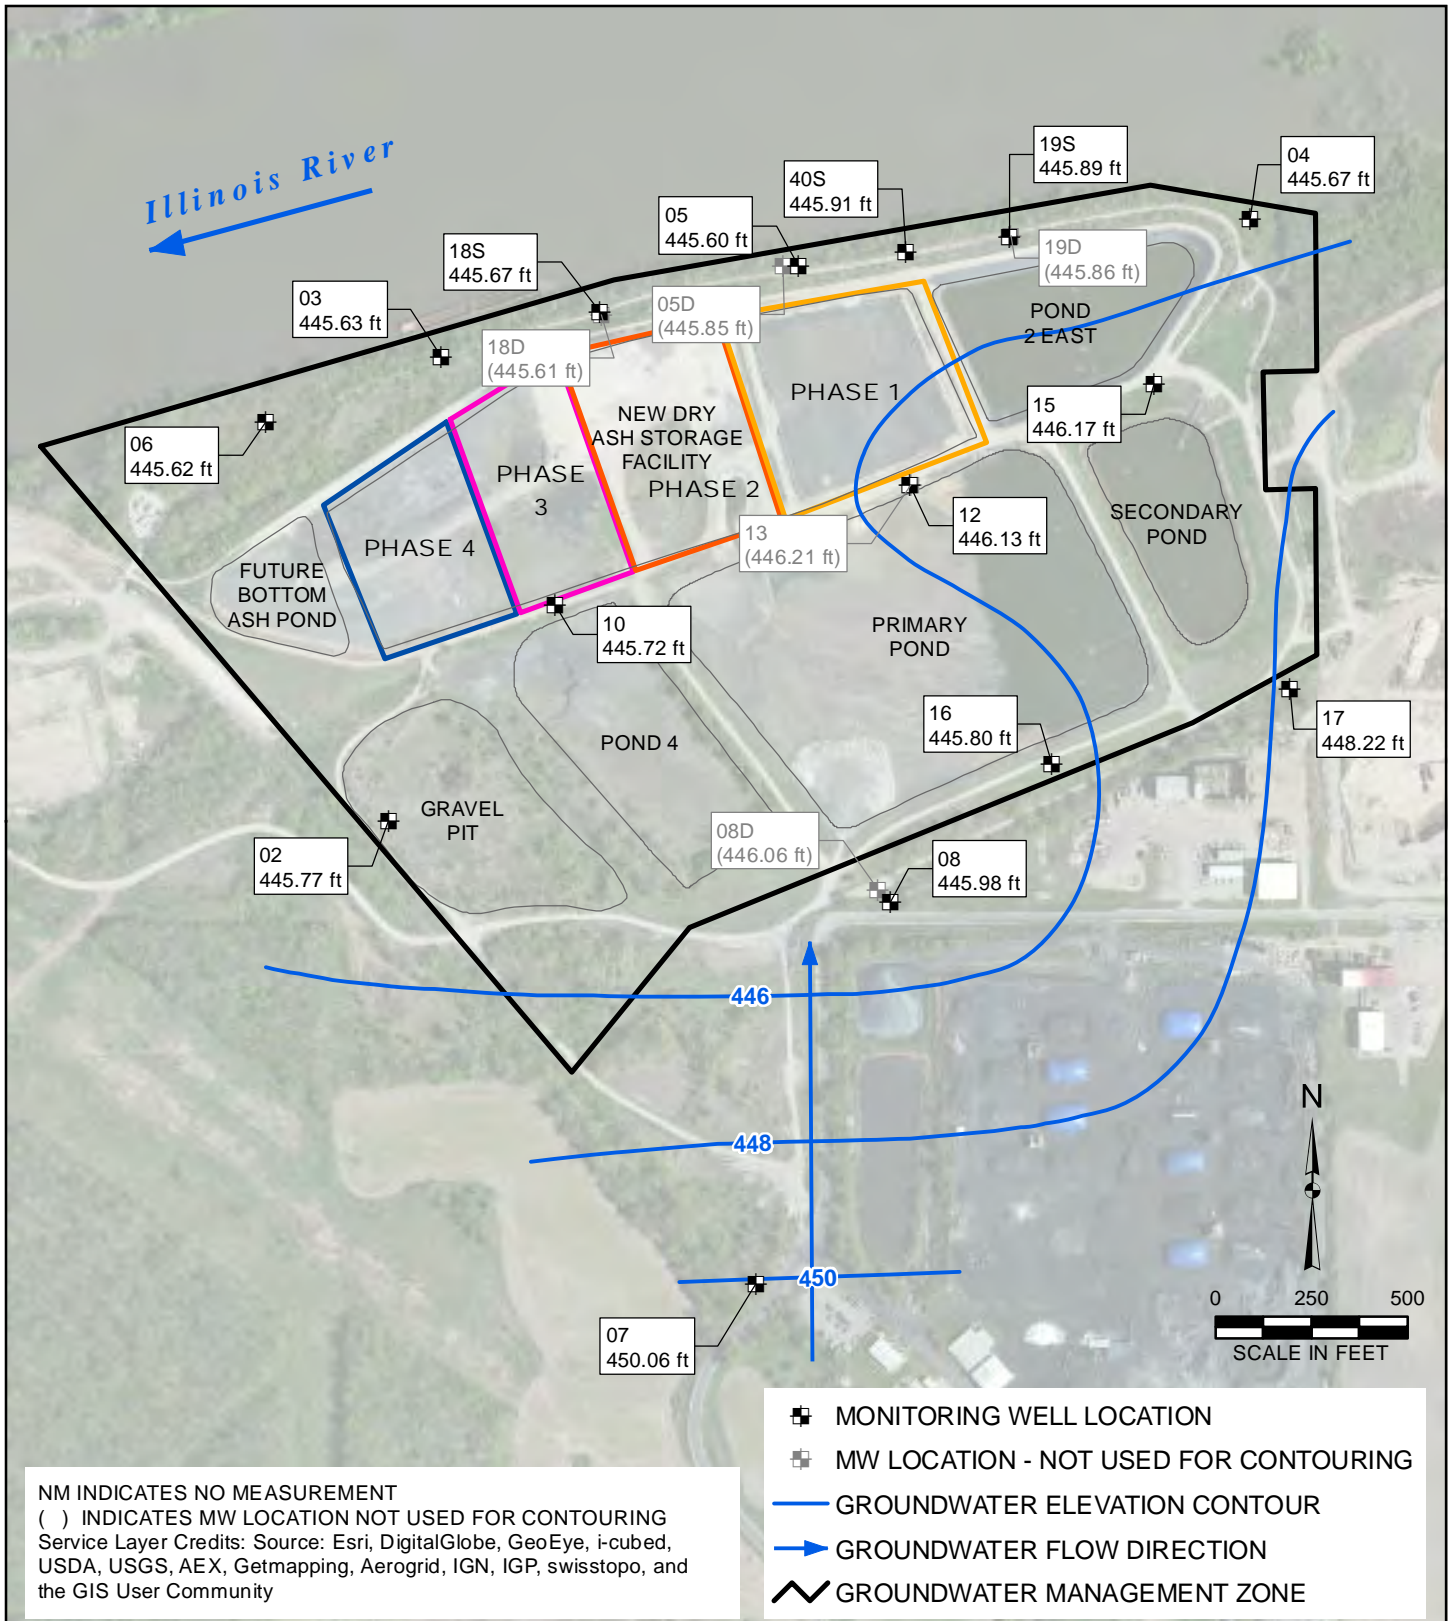 Illinois River
19S
445.89 ft
04
445.67 ft
40S
445.91 ft
05
445.60 ft
18S
445.67 ft
19D
(445.86 ft)
03
445.63 ft
05D
(445.85 ft)
18D
(445.61 ft)
POND
2 EAST
PHASE 1
15
446.17 ft
NEW DRY
ASH STORAGE
FACILITY
PHASE 2
06
445.62 ft
PHASE
3
PHASE 4
13
(446.21 ft)
12
446.13 ft
SECONDARY
POND
FUTURE
BOTTOM
ASH POND
10
445.72 ft
PRIMARY
POND
16
445.80 ft
17
448.22 ft
POND 4
GRAVEL
PIT
08D
(446.06 ft)
02
445.77 ft
08
445.98 ft
446
448
450
07
450.06 ft
N
0 250 500
SCALE IN FEET
MONITORING WELL LOCATION
MW LOCATION - NOT USED FOR CONTOURING
GROUNDWATER ELEVATION CONTOUR
GROUNDWATER FLOW DIRECTION
GROUNDWATER MANAGEMENT ZONE
NM INDICATES NO MEASUREMENT
( ) INDICATES MW LOCATION NOT USED FOR CONTOURING
Service Layer Credits: Source: Esri, DigitalGlobe, GeoEye, i-cubed,
USDA, USGS, AEX, Getmapping, Aerogrid, IGN, IGP, swisstopo, and
the GIS User Community